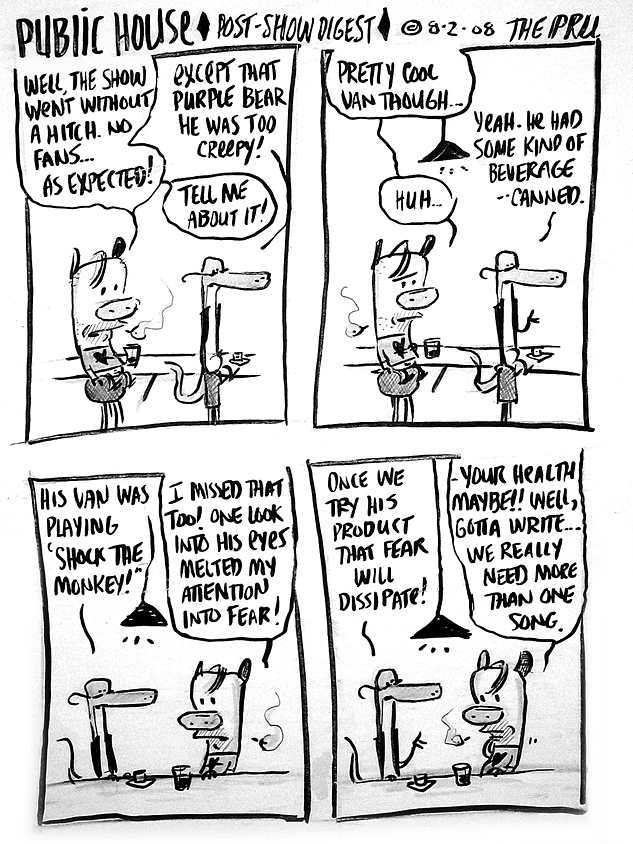 PUBLIC HOUSE ♦ POST-SHOW DIGEST ♦ © 8-2-08 THE PRU
WELL, THE SHOW
WENT WITHOUT
A HITCH. NO
FANS...
AS EXPECTED!
EXCEPT THAT
PURPLE BEAR
HE WAS TOO
CREEPY!
TELL ME
ABOUT IT!
PRETTY COOL
VAN THOUGH...
YEAH. HE HAD
SOME KIND OF
BEVERAGE
--CANNED.
HUH...
HIS VAN WAS
PLAYING
"SHOCK THE
MONKEY!"
I MISSED THAT
TOO! ONE LOOK
INTO HIS EYES
MELTED MY
ATTENTION
INTO FEAR!
ONCE WE
TRY HIS
PRODUCT
THAT FEAR
WILL
DISSIPATE!
-YOUR HEALTH
MAYBE!! WELL,
GOTTA WRITE...
WE REALLY
NEED MORE
THAN ONE
SONG.